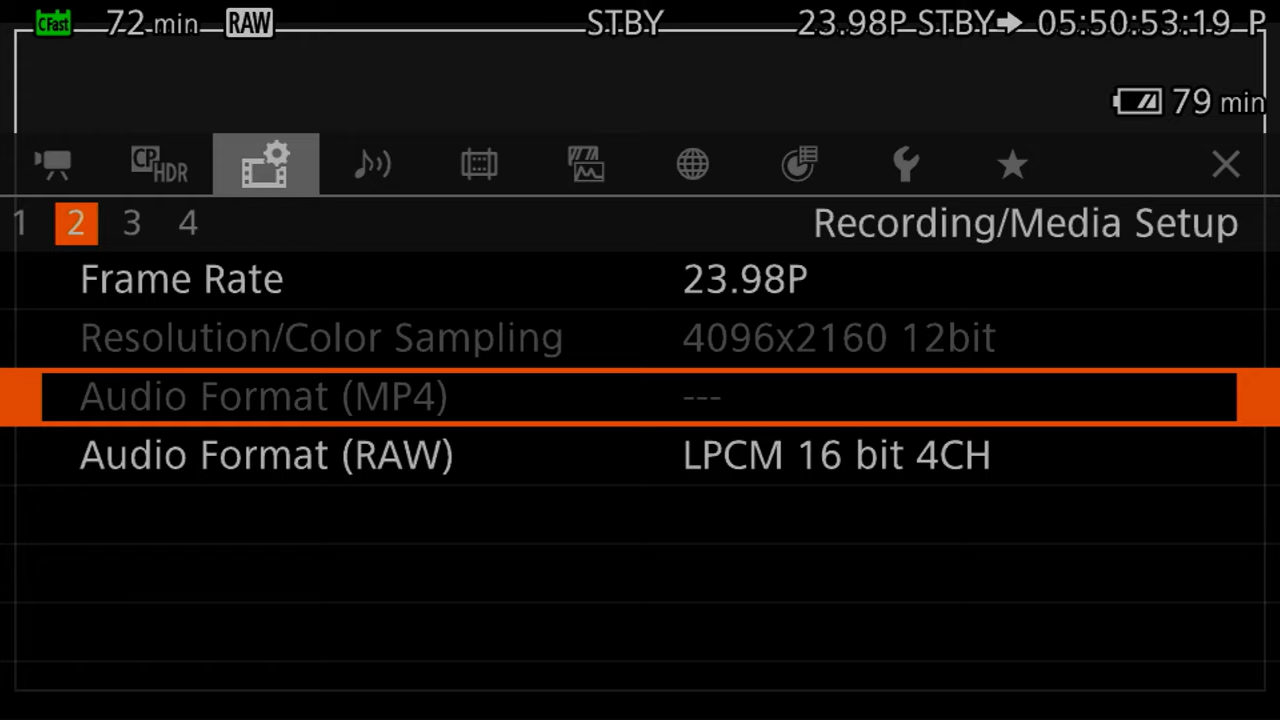 CFast 72 min RAW STBY 23.98P STBY➡ 05:50:53:19 P
79 min
CP HDR
1 2 3 4 Recording/Media Setup
Frame Rate 23.98P
Resolution/Color Sampling 4096x2160 12bit
Audio Format (MP4) ---
Audio Format (RAW) LPCM 16 bit 4CH